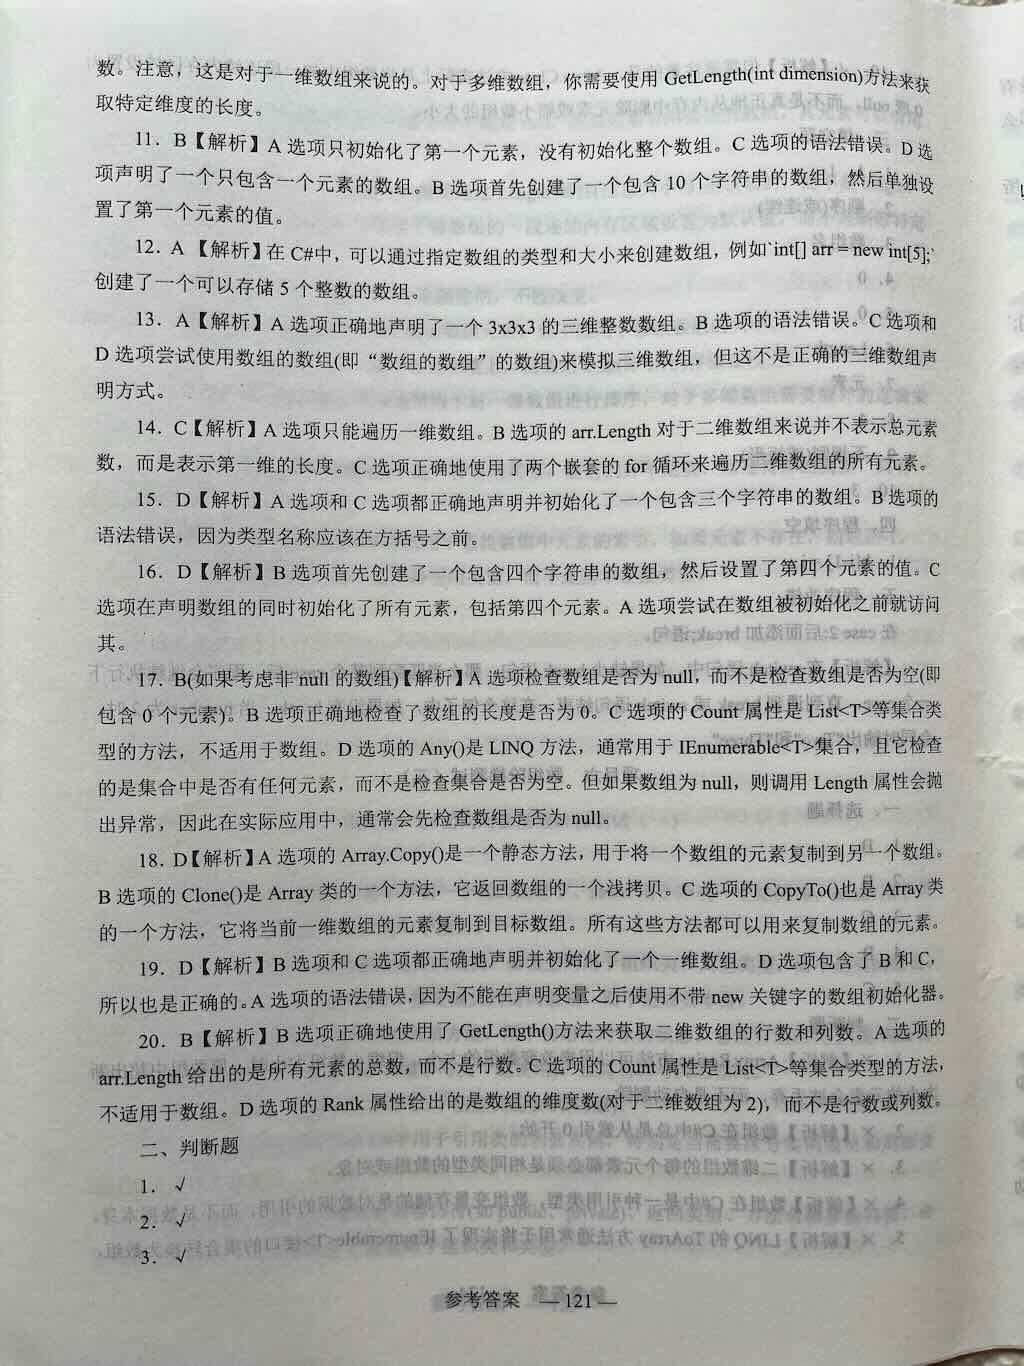 数。注意，这是对于一维数组来说的。对于多维数组，你需要使用 GetLength(int dimension)方法来获
取特定维度的长度。
11．B【解析】A 选项只初始化了第一个元素，没有初始化整个数组。C 选项的语法错误。D 选
项声明了一个只包含一个元素的数组。B 选项首先创建了一个包含 10 个字符串的数组，然后单独设
置了第一个元素的值。
12．A 【解析】在 C#中，可以通过指定数组的类型和大小来创建数组，例如`int[] arr = new int[5];`
创建了一个可以存储 5 个整数的数组。
13．A【解析】A 选项正确地声明了一个 3x3x3 的三维整数数组。B 选项的语法错误。C 选项和
D 选项尝试使用数组的数组(即“数组的数组”的数组)来模拟三维数组，但这不是正确的三维数组声
明方式。
14．C【解析】A 选项只能遍历一维数组。B 选项的 arr.Length 对于二维数组来说并不表示总元素
数，而是表示第一维的长度。C 选项正确地使用了两个嵌套的 for 循环来遍历二维数组的所有元素。
15．D【解析】A 选项和 C 选项都正确地声明并初始化了一个包含三个字符串的数组。B 选项的
语法错误，因为类型名称应该在方括号之前。
16．D【解析】B 选项首先创建了一个包含四个字符串的数组，然后设置了第四个元素的值。C
选项在声明数组的同时初始化了所有元素，包括第四个元素。A 选项尝试在数组被初始化之前就访问
其。
17．B(如果考虑非 null 的数组)【解析】A 选项检查数组是否为 null，而不是检查数组是否为空(即
包含 0 个元素)。B 选项正确地检查了数组的长度是否为 0。C 选项的 Count 属性是 List<T>等集合类
型的方法，不适用于数组。D 选项的 Any()是 LINQ 方法，通常用于 IEnumerable<T>集合，且它检查
的是集合中是否有任何元素，而不是检查集合是否为空。但如果数组为 null，则调用 Length 属性会抛
出异常，因此在实际应用中，通常会先检查数组是否为 null。
18．D【解析】A 选项的 Array.Copy()是一个静态方法，用于将一个数组的元素复制到另一个数组。
B 选项的 Clone()是 Array 类的一个方法，它返回数组的一个浅拷贝。C 选项的 CopyTo()也是 Array 类
的一个方法，它将当前一维数组的元素复制到目标数组。所有这些方法都可以用来复制数组的元素。
19．D【解析】B 选项和 C 选项都正确地声明并初始化了一个一维数组。D 选项包含了 B 和 C，
所以也是正确的。A 选项的语法错误，因为不能在声明变量之后使用不带 new 关键字的数组初始化器。
20．B【解析】B 选项正确地使用了 GetLength()方法来获取二维数组的行数和列数。A 选项的
arr.Length 给出的是所有元素的总数，而不是行数。C 选项的 Count 属性是 List<T>等集合类型的方法，
不适用于数组。D 选项的 Rank 属性给出的是数组的维度数(对于二维数组为 2)，而不是行数或列数。
二、判断题
1．√
2．√
3．√
参考答案 — 121 —